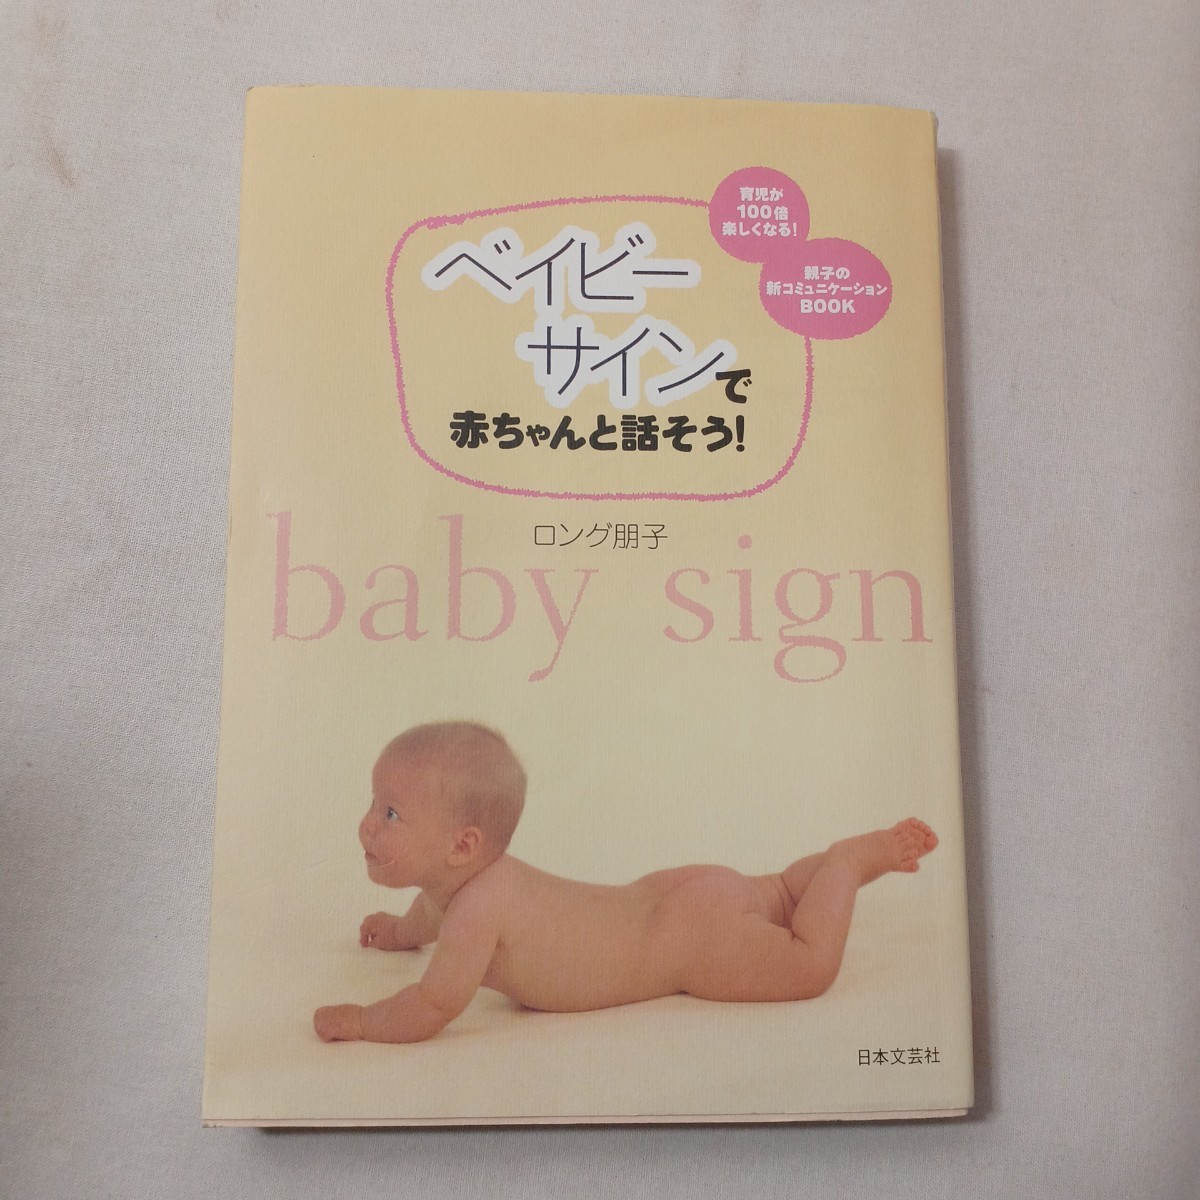 育児が
100倍
楽しくなる!
親子の
新コミュニケーション
BOOK
ベイビー
サインで
赤ちゃんと話そう!
ロング朋子
baby sign
日本文芸社